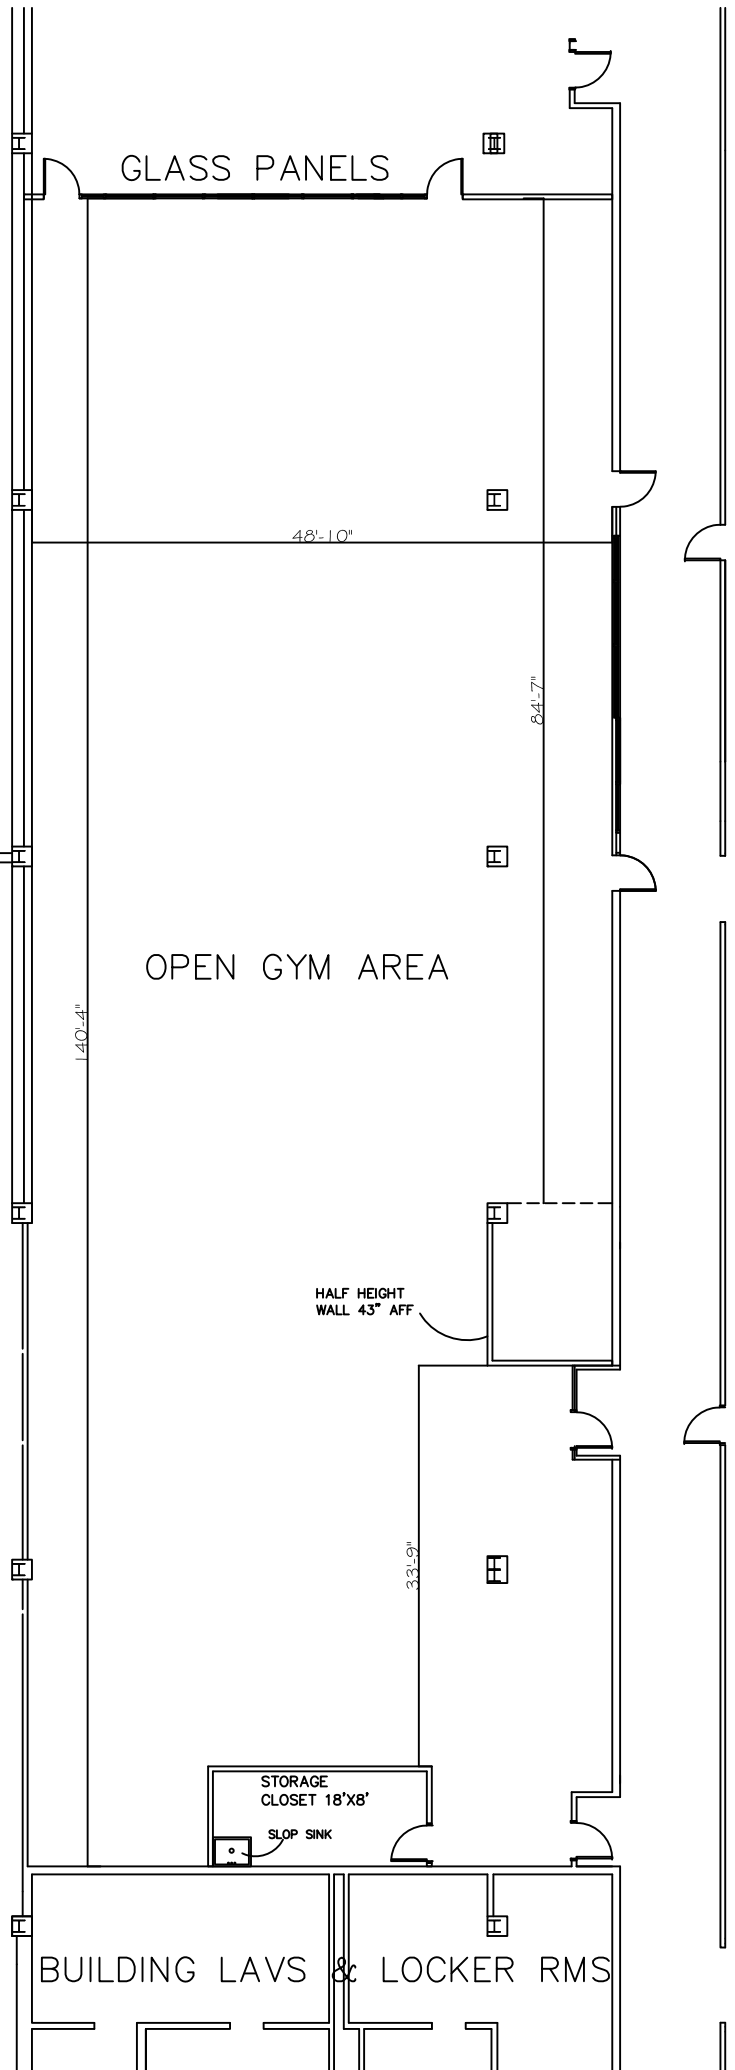 GLASS PANELS
48'-10"
84'-7"
OPEN GYM AREA
140'-4"
HALF HEIGHT
WALL 43" AFF
33'-9"
STORAGE
CLOSET 18'X8'
SLOP SINK
BUILDING LAVS & LOCKER RMS